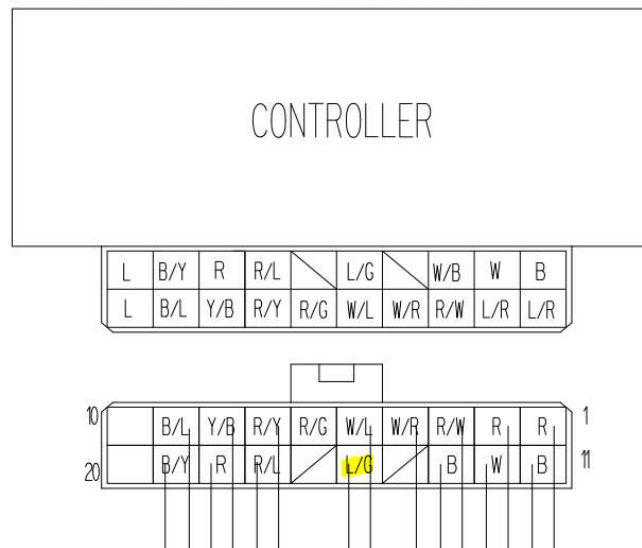 CONTROLLER
L B/Y R R/L L/G W/B W B
L B/L Y/B R/Y R/G W/L W/R R/W L/R L/R
10 B/L Y/B R/Y R/G W/L W/R R/W R R 1
20 B/Y R R/L L/G B W B 11